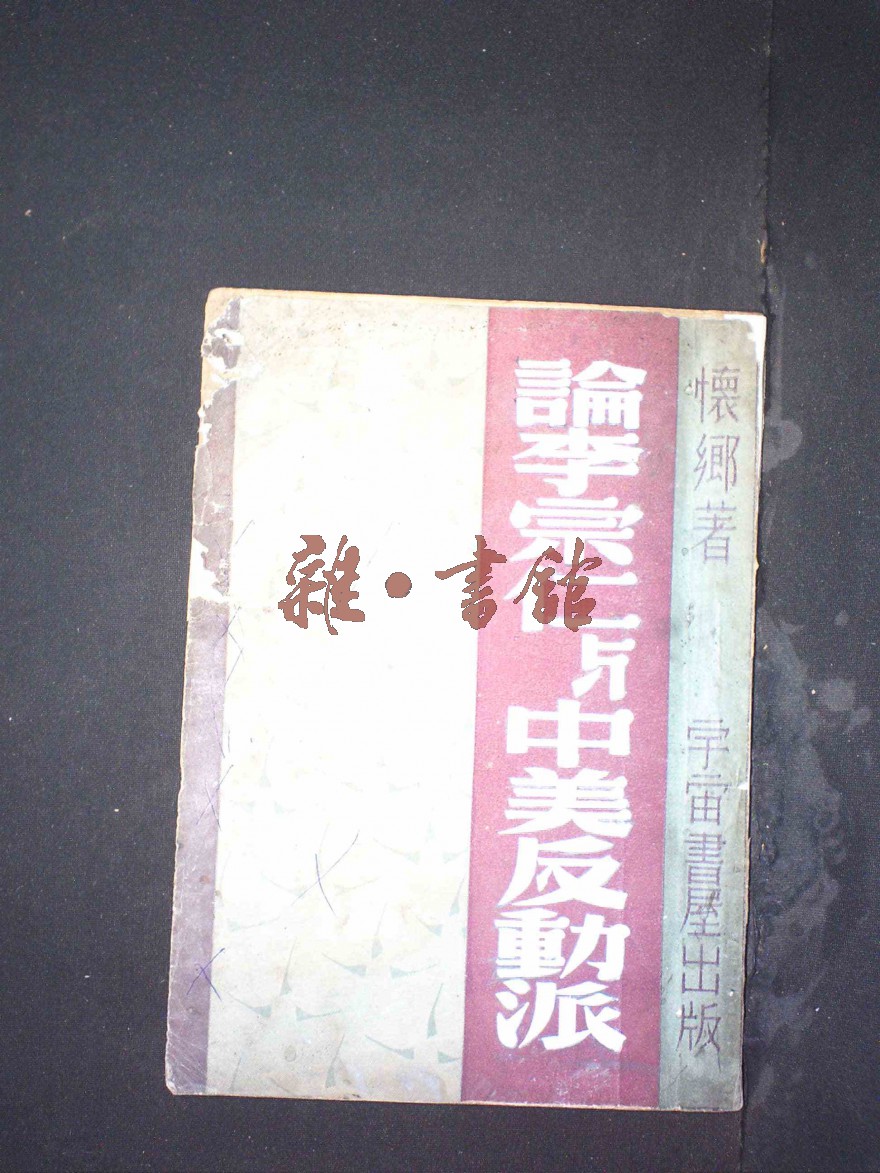 懷鄉著 宇宙書屋出版
論李宗仁与中美反動派
雜·書館